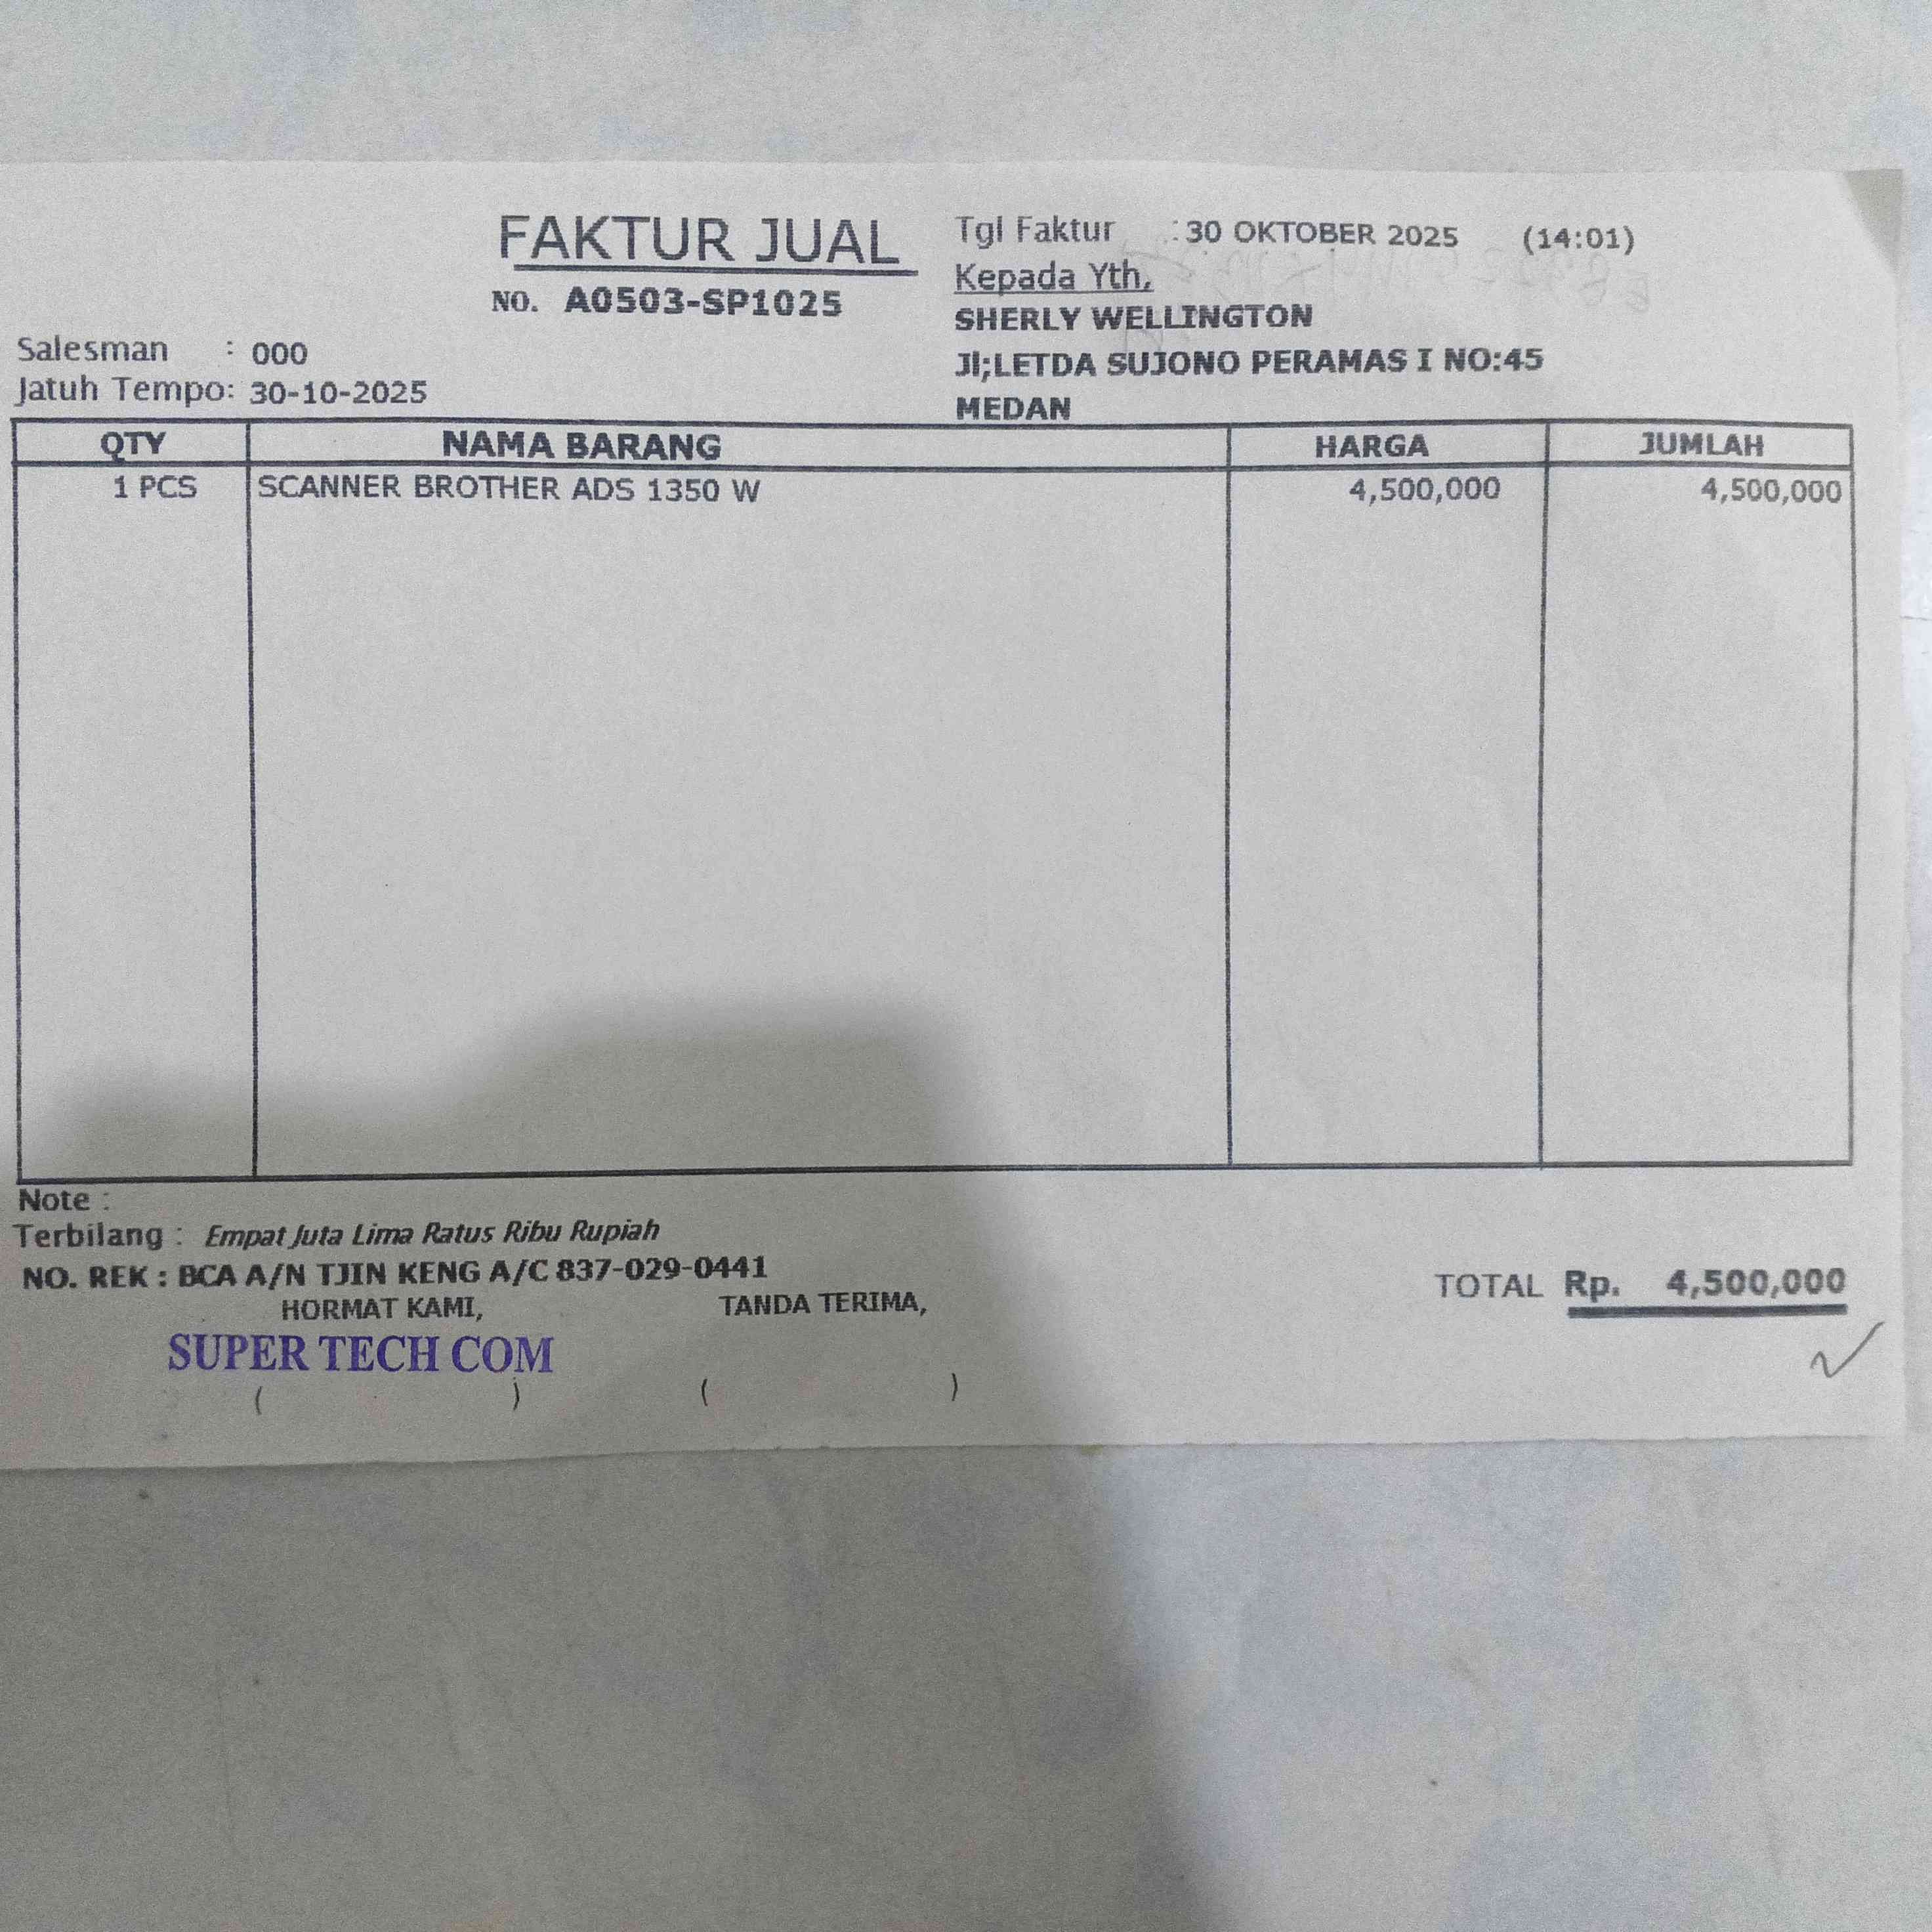 FAKTUR JUAL
NO. A0503-SP1025
Tgl Faktur : 30 OKTOBER 2025 (14:01)
Kepada Yth,
SHERLY WELLINGTON
Jl;LETDA SUJONO PERAMAS I NO:45
MEDAN
Salesman : 000
Jatuh Tempo: 30-10-2025
QTY NAMA BARANG HARGA JUMLAH
1 PCS SCANNER BROTHER ADS 1350 W 4,500,000 4,500,000
Note :
Terbilang : Empat Juta Lima Ratus Ribu Rupiah
NO. REK : BCA A/N TJIN KENG A/C 837-029-0441
TOTAL Rp. 4,500,000
HORMAT KAMI, TANDA TERIMA,
SUPER TECH COM
( ) ( )